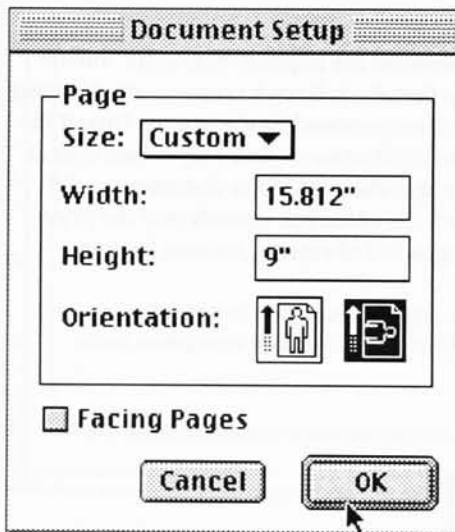 Document Setup
Page
Size: Custom
Width: 15.812"
Height: 9"
Orientation:
Facing Pages
Cancel OK